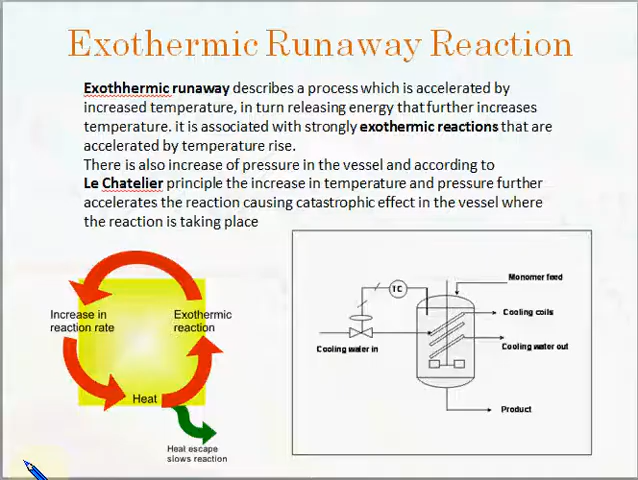 Exothermic Runaway Reaction
Exothhermic runaway describes a process which is accelerated by
increased temperature, in turn releasing energy that further increases
temperature. it is associated with strongly exothermic reactions that are
accelerated by temperature rise.
There is also increase of pressure in the vessel and according to
Le Chatelier principle the increase in temperature and pressure further
accelerates the reaction causing catastrophic effect in the vessel where
the reaction is taking place
Increase in
reaction rate
Exothermic
reaction
Heat
Heat escape
slows reaction
TC
Monomer feed
Cooling coils
Cooling water in
Cooling water out
Product